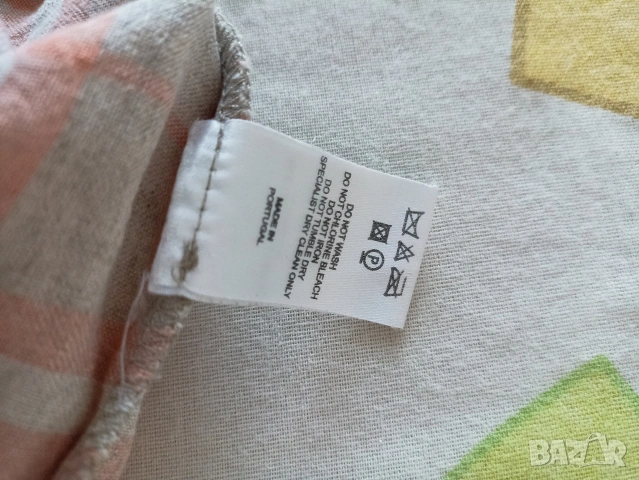 DO NOT WASH
DO NOT CHLORINE BLEACH
DO NOT IRON
DO NOT TUMBLE DRY
SPECIALIST DRY CLEAN ONLY
MADE IN
PORTUGAL
P
BAZAR